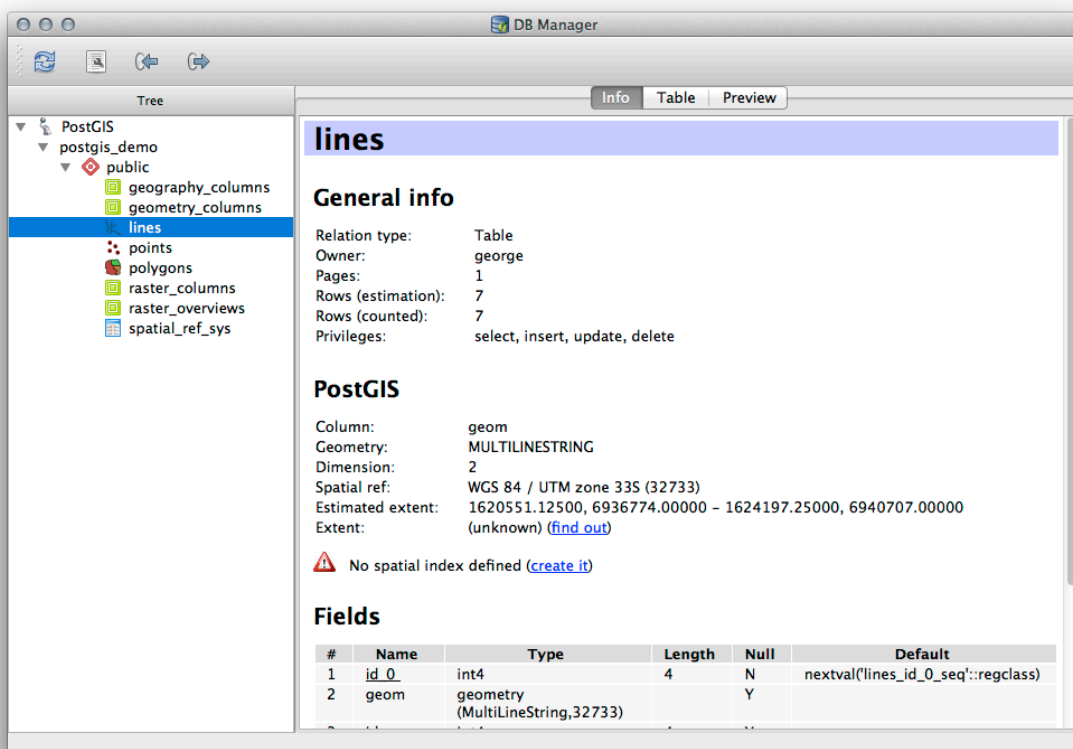 DB Manager
Tree
Info Table Preview
PostGIS
postgis_demo
public
geography_columns
geometry_columns
lines
points
polygons
raster_columns
raster_overviews
spatial_ref_sys
lines
General info
Relation type: Table
Owner: george
Pages: 1
Rows (estimation): 7
Rows (counted): 7
Privileges: select, insert, update, delete
PostGIS
Column: geom
Geometry: MULTILINESTRING
Dimension: 2
Spatial ref: WGS 84 / UTM zone 33S (32733)
Estimated extent: 1620551.12500, 6936774.00000 - 1624197.25000, 6940707.00000
Extent: (unknown) (find out)
No spatial index defined (create it)
Fields
# Name Type Length Null Default
1 id_0 int4 4 N nextval('lines_id_0_seq'::regclass)
2 geom geometry Y
(MultiLineString,32733)